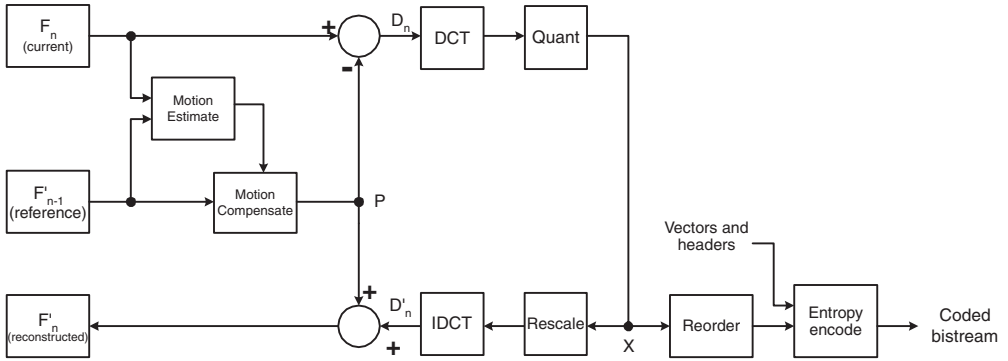 F n
(current)
+
-
D n
DCT
Quant
Motion
Estimate
F' n-1
(reference)
Motion
Compensate
P
Vectors and
headers
F' n
(reconstructed)
+
+
D' n
IDCT
Rescale
X
Reorder
Entropy
encode
Coded
bistream